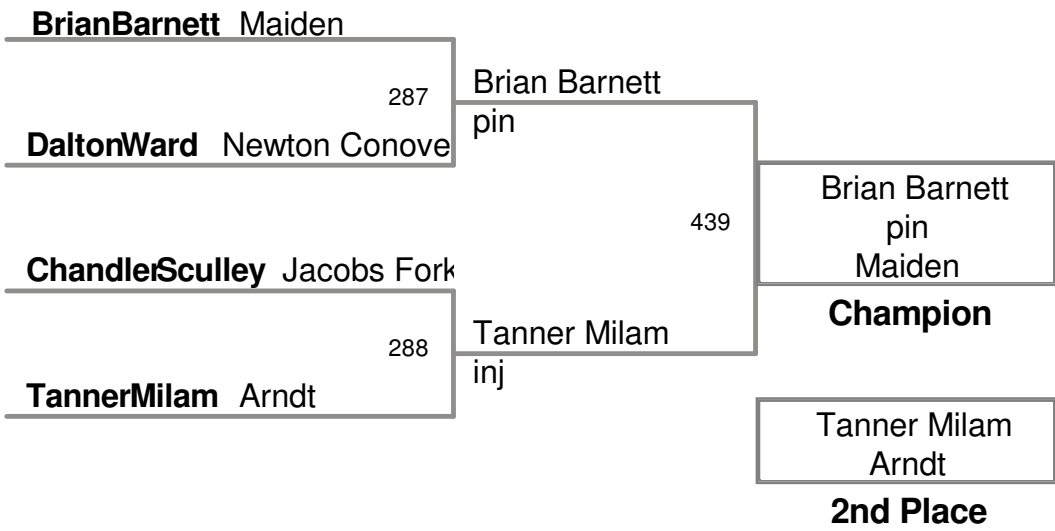 BrianBarnett Maiden
287
Brian Barnett
pin
DaltonWard Newton Conove
Brian Barnett
pin
Maiden
439
Champion
ChandlerSculley Jacobs Fork
288
Tanner Milam
inj
TannerMilam Arndt
Tanner Milam
Arndt
2nd Place